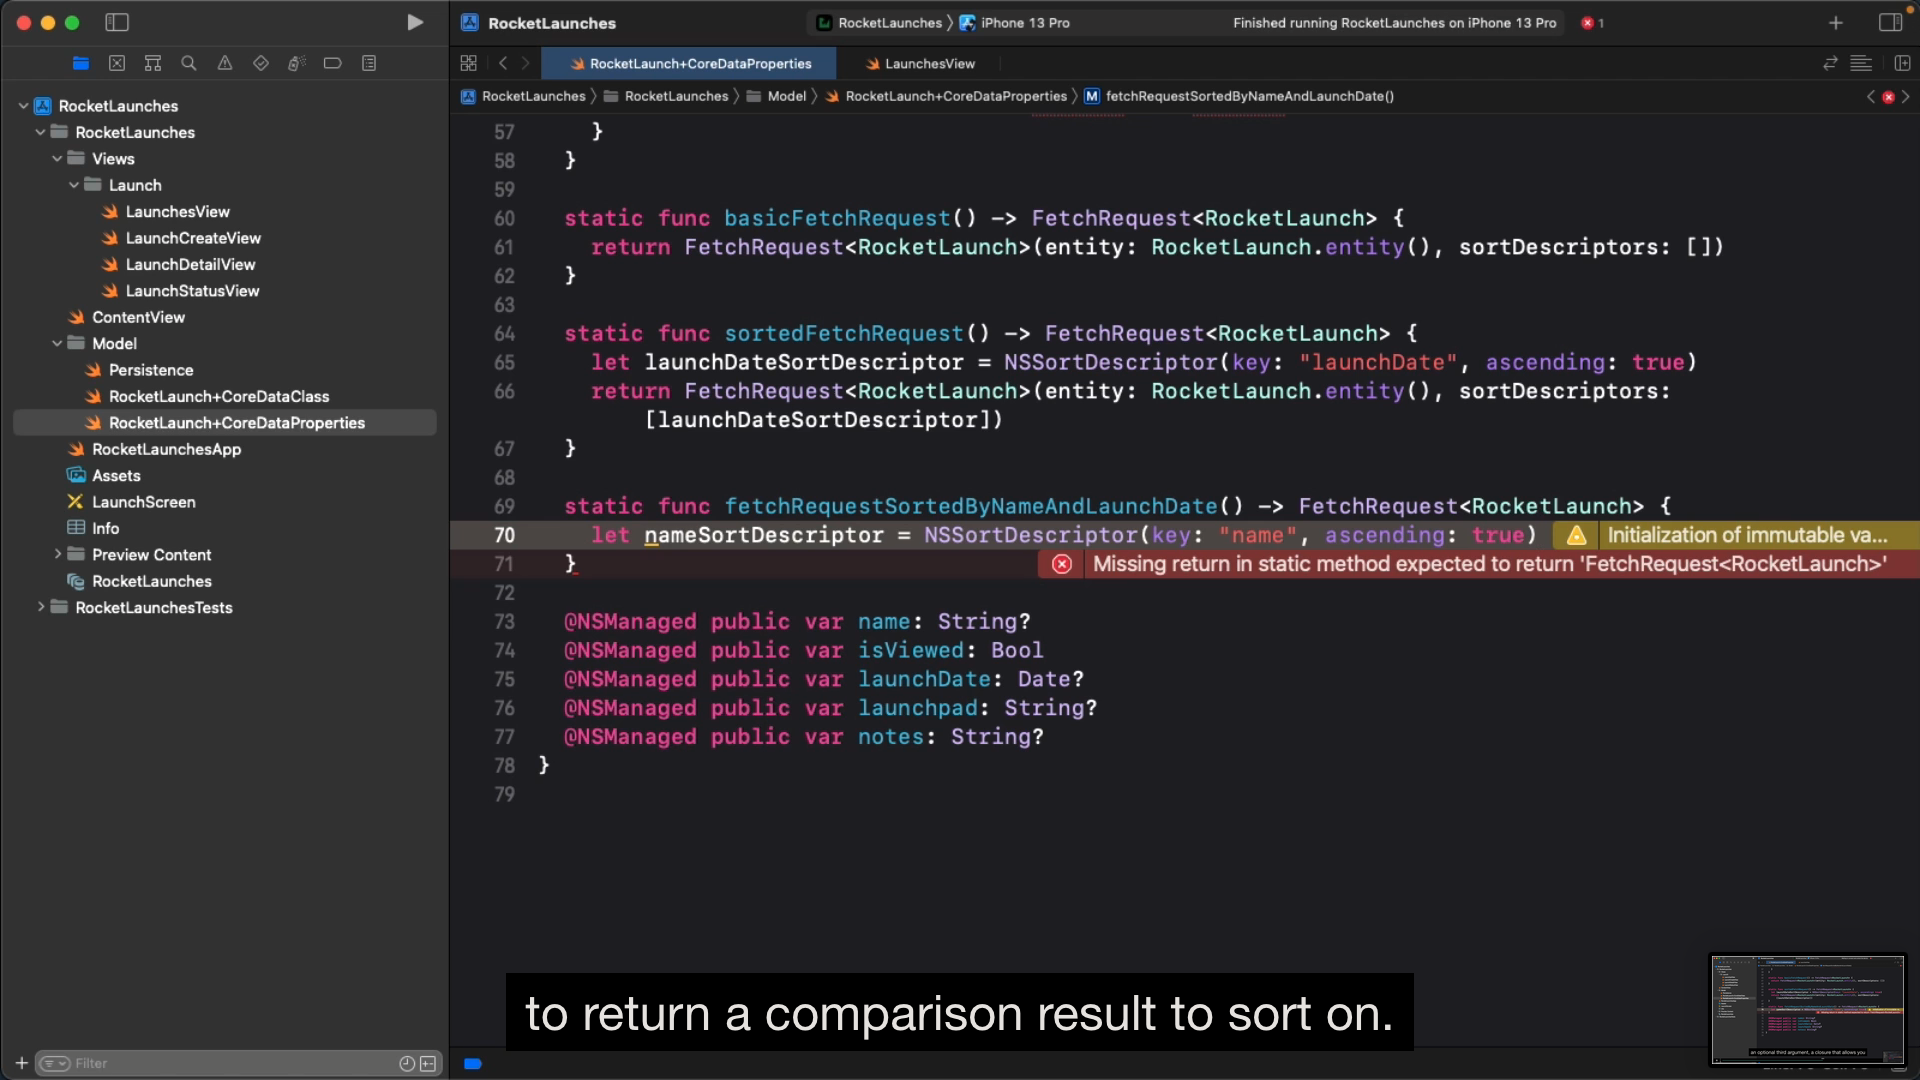 RocketLaunches
RocketLaunches 〉 iPhone 13 Pro
Finished running RocketLaunches on iPhone 13 Pro
1
RocketLaunch+CoreDataProperties
LaunchesView
RocketLaunches 〉 RocketLaunches 〉 Model 〉 RocketLaunch+CoreDataProperties 〉 M fetchRequestSortedByNameAndLaunchDate()
RocketLaunches
RocketLaunches
Views
Launch
LaunchesView
LaunchCreateView
LaunchDetailView
LaunchStatusView
ContentView
Model
Persistence
RocketLaunch+CoreDataClass
RocketLaunch+CoreDataProperties
RocketLaunchesApp
Assets
LaunchScreen
Info
Preview Content
RocketLaunches
RocketLaunchesTests
Filter
57 }
58 }
59
60 static func basicFetchRequest() -> FetchRequest<RocketLaunch> {
61 return FetchRequest<RocketLaunch>(entity: RocketLaunch.entity(), sortDescriptors: [])
62 }
63
64 static func sortedFetchRequest() -> FetchRequest<RocketLaunch> {
65 let launchDateSortDescriptor = NSSortDescriptor(key: "launchDate", ascending: true)
66 return FetchRequest<RocketLaunch>(entity: RocketLaunch.entity(), sortDescriptors:
[launchDateSortDescriptor])
67 }
68
69 static func fetchRequestSortedByNameAndLaunchDate() -> FetchRequest<RocketLaunch> {
70 let nameSortDescriptor = NSSortDescriptor(key: "name", ascending: true) Initialization of immutable va...
71 } Missing return in static method expected to return 'FetchRequest<RocketLaunch>'
72
73 @NSManaged public var name: String?
74 @NSManaged public var isViewed: Bool
75 @NSManaged public var launchDate: Date?
76 @NSManaged public var launchpad: String?
77 @NSManaged public var notes: String?
78 }
79
to return a comparison result to sort on.
an optional third argument, a closure that allows you